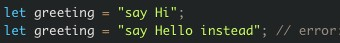 let greeting = "say Hi";
let greeting = "say Hello instead"; // error: